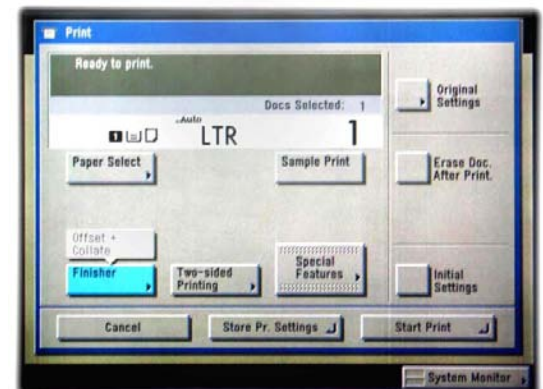 Print
Ready to print.
Docs Selected: 1
Auto
1 LTR 1
Original
Settings
Paper Select
Sample Print
Erase Doc.
After Print.
Offset +
Collate
Finisher
Two-sided
Printing
Special
Features
Initial
Settings
Cancel
Store Pr. Settings
Start Print
System Monitor